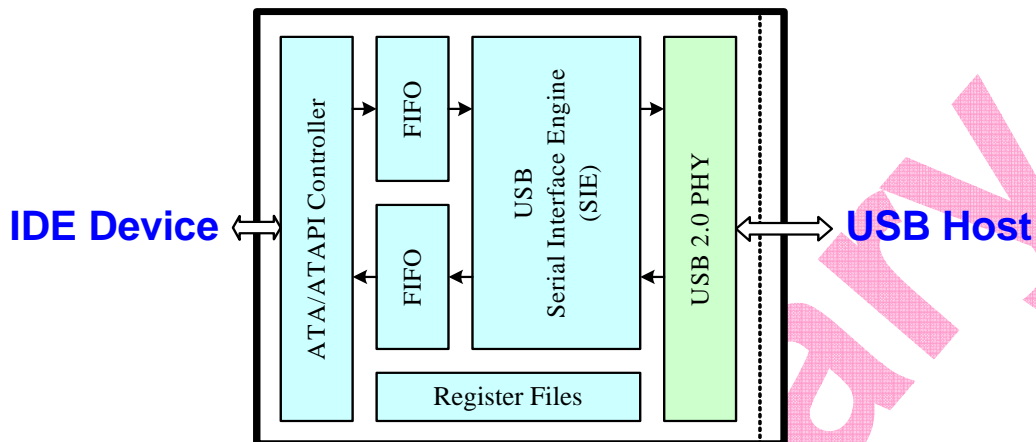 IDE Device
ATA/ATAPI Controller
FIFO
FIFO
USB
Serial Interface Engine
(SIE)
USB 2.0 PHY
USB Host
Register Files
ary